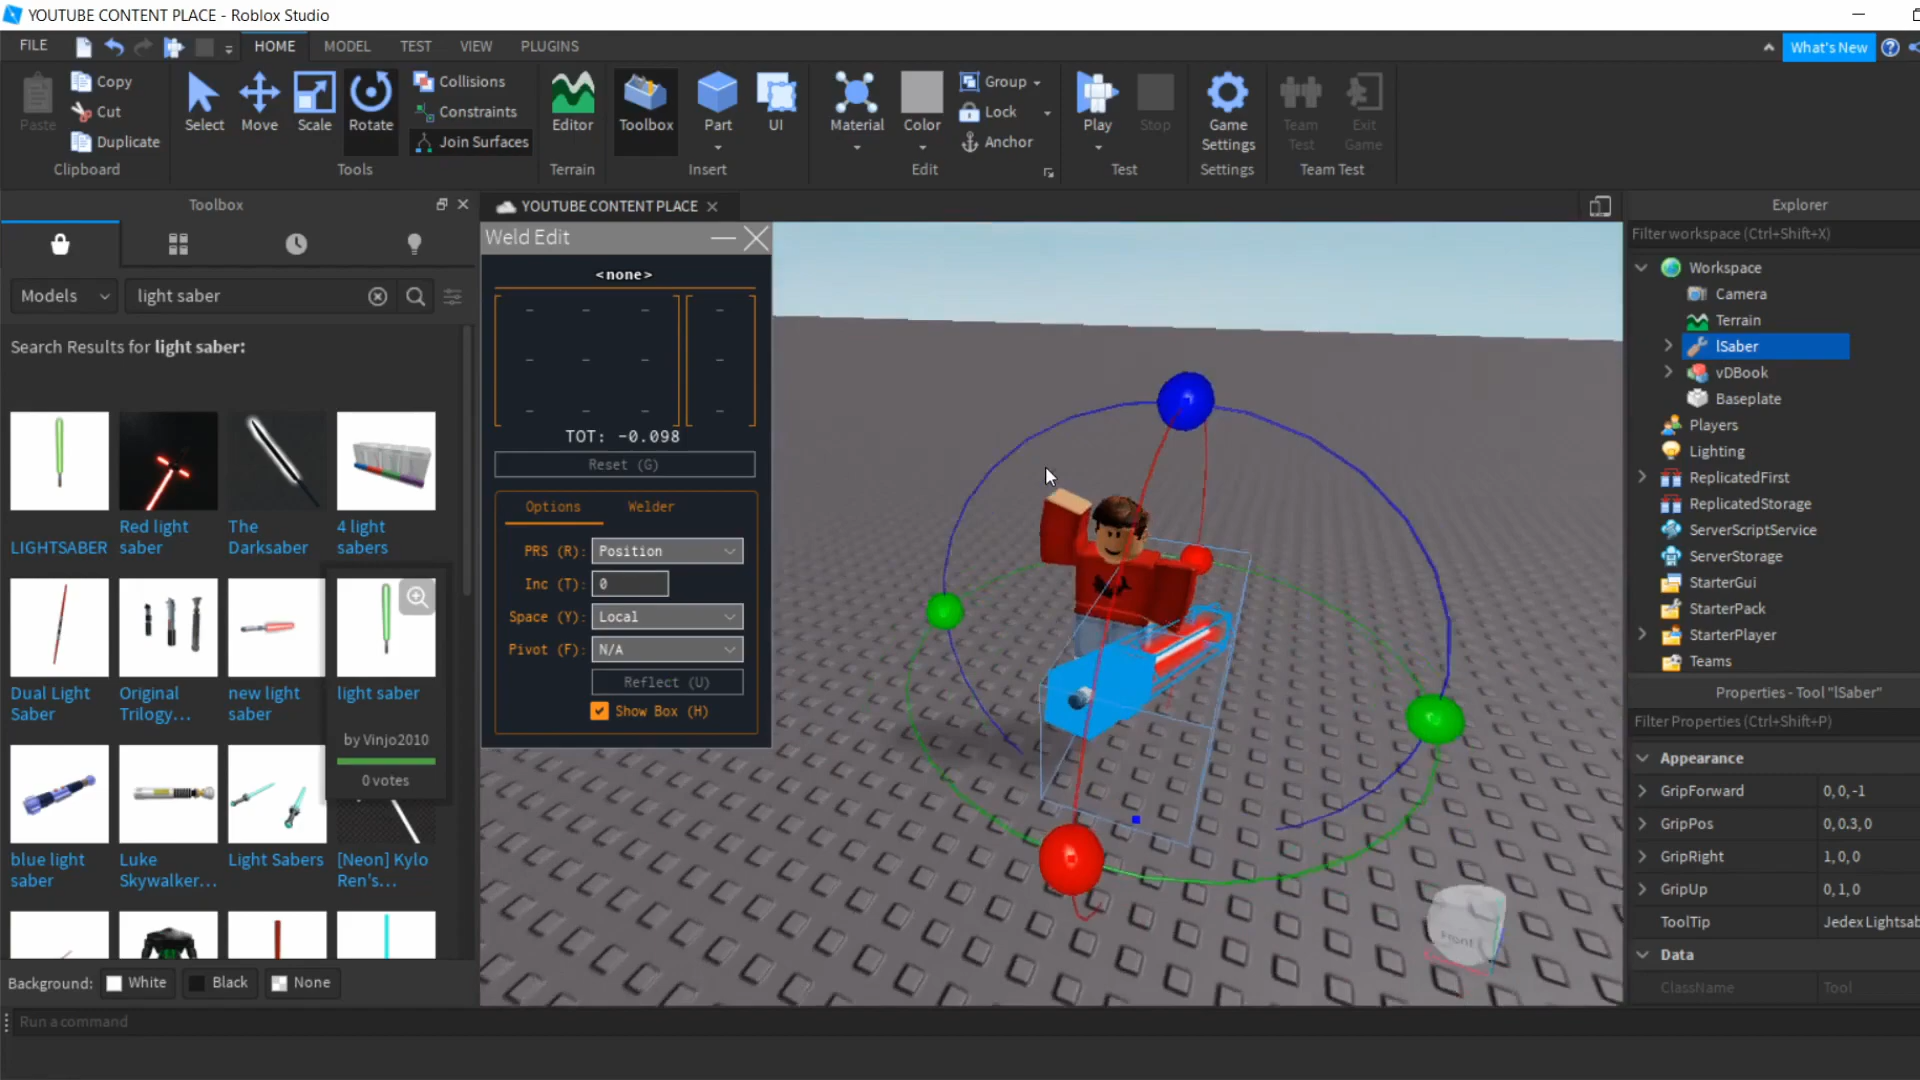 YOUTUBE CONTENT PLACE - Roblox Studio
FILE
HOME
MODEL
TEST
VIEW
PLUGINS
What's New
Paste
Copy
Cut
Duplicate
Clipboard
Select
Move
Scale
Rotate
Collisions
Constraints
Join Surfaces
Tools
Editor
Terrain
Toolbox
Part
UI
Insert
Material
Color
Group
Lock
Anchor
Edit
Play
Stop
Test
Game Settings
Settings
Team Test
Exit Game
Team Test
Toolbox
Models
light saber
Search Results for light saber:
LIGHTSABER
Red light saber
The Darksaber
4 light sabers
Dual Light Saber
Original Trilogy...
new light saber
light saber
by Vinjo2010
0 votes
blue light saber
Luke Skywalker...
Light Sabers
[Neon] Kylo Ren's...
Background:
White
Black
None
Run a command
YOUTUBE CONTENT PLACE
Weld Edit
<none>
TOT: -0.098
Reset (G)
Options
Welder
PRS (R): Position
Inc (T): 0
Space (Y): Local
Pivot (F): N/A
Reflect (U)
Show Box (H)
Front
Explorer
Filter workspace (Ctrl+Shift+X)
Workspace
Camera
Terrain
lSaber
vDBook
Baseplate
Players
Lighting
ReplicatedFirst
ReplicatedStorage
ServerScriptService
ServerStorage
StarterGui
StarterPack
StarterPlayer
Teams
Properties - Tool "lSaber"
Filter Properties (Ctrl+Shift+P)
Appearance
GripForward 0, 0, -1
GripPos 0, 0.3, 0
GripRight 1, 0, 0
GripUp 0, 1, 0
ToolTip Jedex Lightsab
Data
ClassName Tool